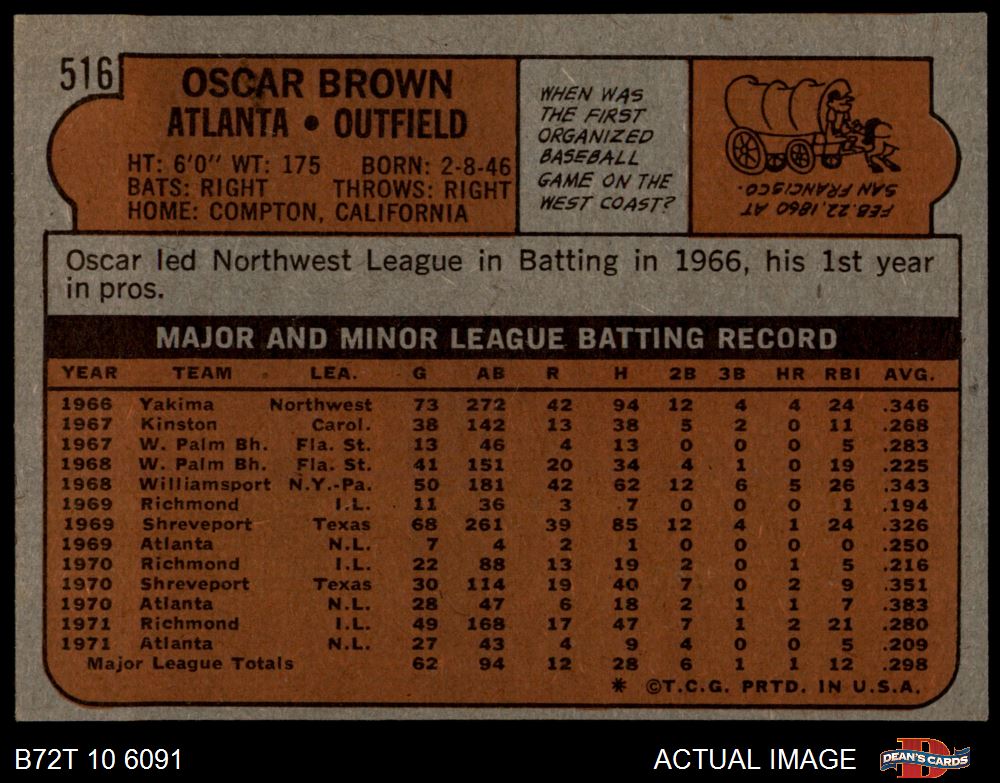 516
OSCAR BROWN
ATLANTA • OUTFIELD
HT: 6'0" WT: 175 BORN: 2-8-46
BATS: RIGHT THROWS: RIGHT
HOME: COMPTON, CALIFORNIA
WHEN WAS
THE FIRST
ORGANIZED
BASEBALL
GAME ON THE
WEST COAST?
FEB. 22, 1860 AT
SAN FRANCISCO.
Oscar led Northwest League in Batting in 1966, his 1st year
in pros.
MAJOR AND MINOR LEAGUE BATTING RECORD
YEAR TEAM LEA. G AB R H 2B 3B HR RBI AVG.
1966 Yakima Northwest 73 272 42 94 12 4 4 24 .346
1967 Kinston Carol. 38 142 13 38 5 2 0 11 .268
1967 W. Palm Bh. Fla. St. 13 46 4 13 0 0 0 5 .283
1968 W. Palm Bh. Fla. St. 41 151 20 34 4 1 0 19 .225
1968 Williamsport N.Y.-Pa. 50 181 42 62 12 6 5 26 .343
1969 Richmond I.L. 11 36 3 7 0 0 0 1 .194
1969 Shreveport Texas 68 261 39 85 12 4 1 24 .326
1969 Atlanta N.L. 7 4 2 1 0 0 0 0 .250
1970 Richmond I.L. 22 88 13 19 2 0 1 5 .216
1970 Shreveport Texas 30 114 19 40 7 0 2 9 .351
1970 Atlanta N.L. 28 47 6 18 2 1 1 7 .383
1971 Richmond I.L. 49 168 17 47 7 1 2 21 .280
1971 Atlanta N.L. 27 43 4 9 4 0 0 5 .209
Major League Totals 62 94 12 28 6 1 1 12 .298
* ©T.C.G. PRTD. IN U.S.A.
B72T 10 6091
ACTUAL IMAGE
D
DEAN'S CARDS